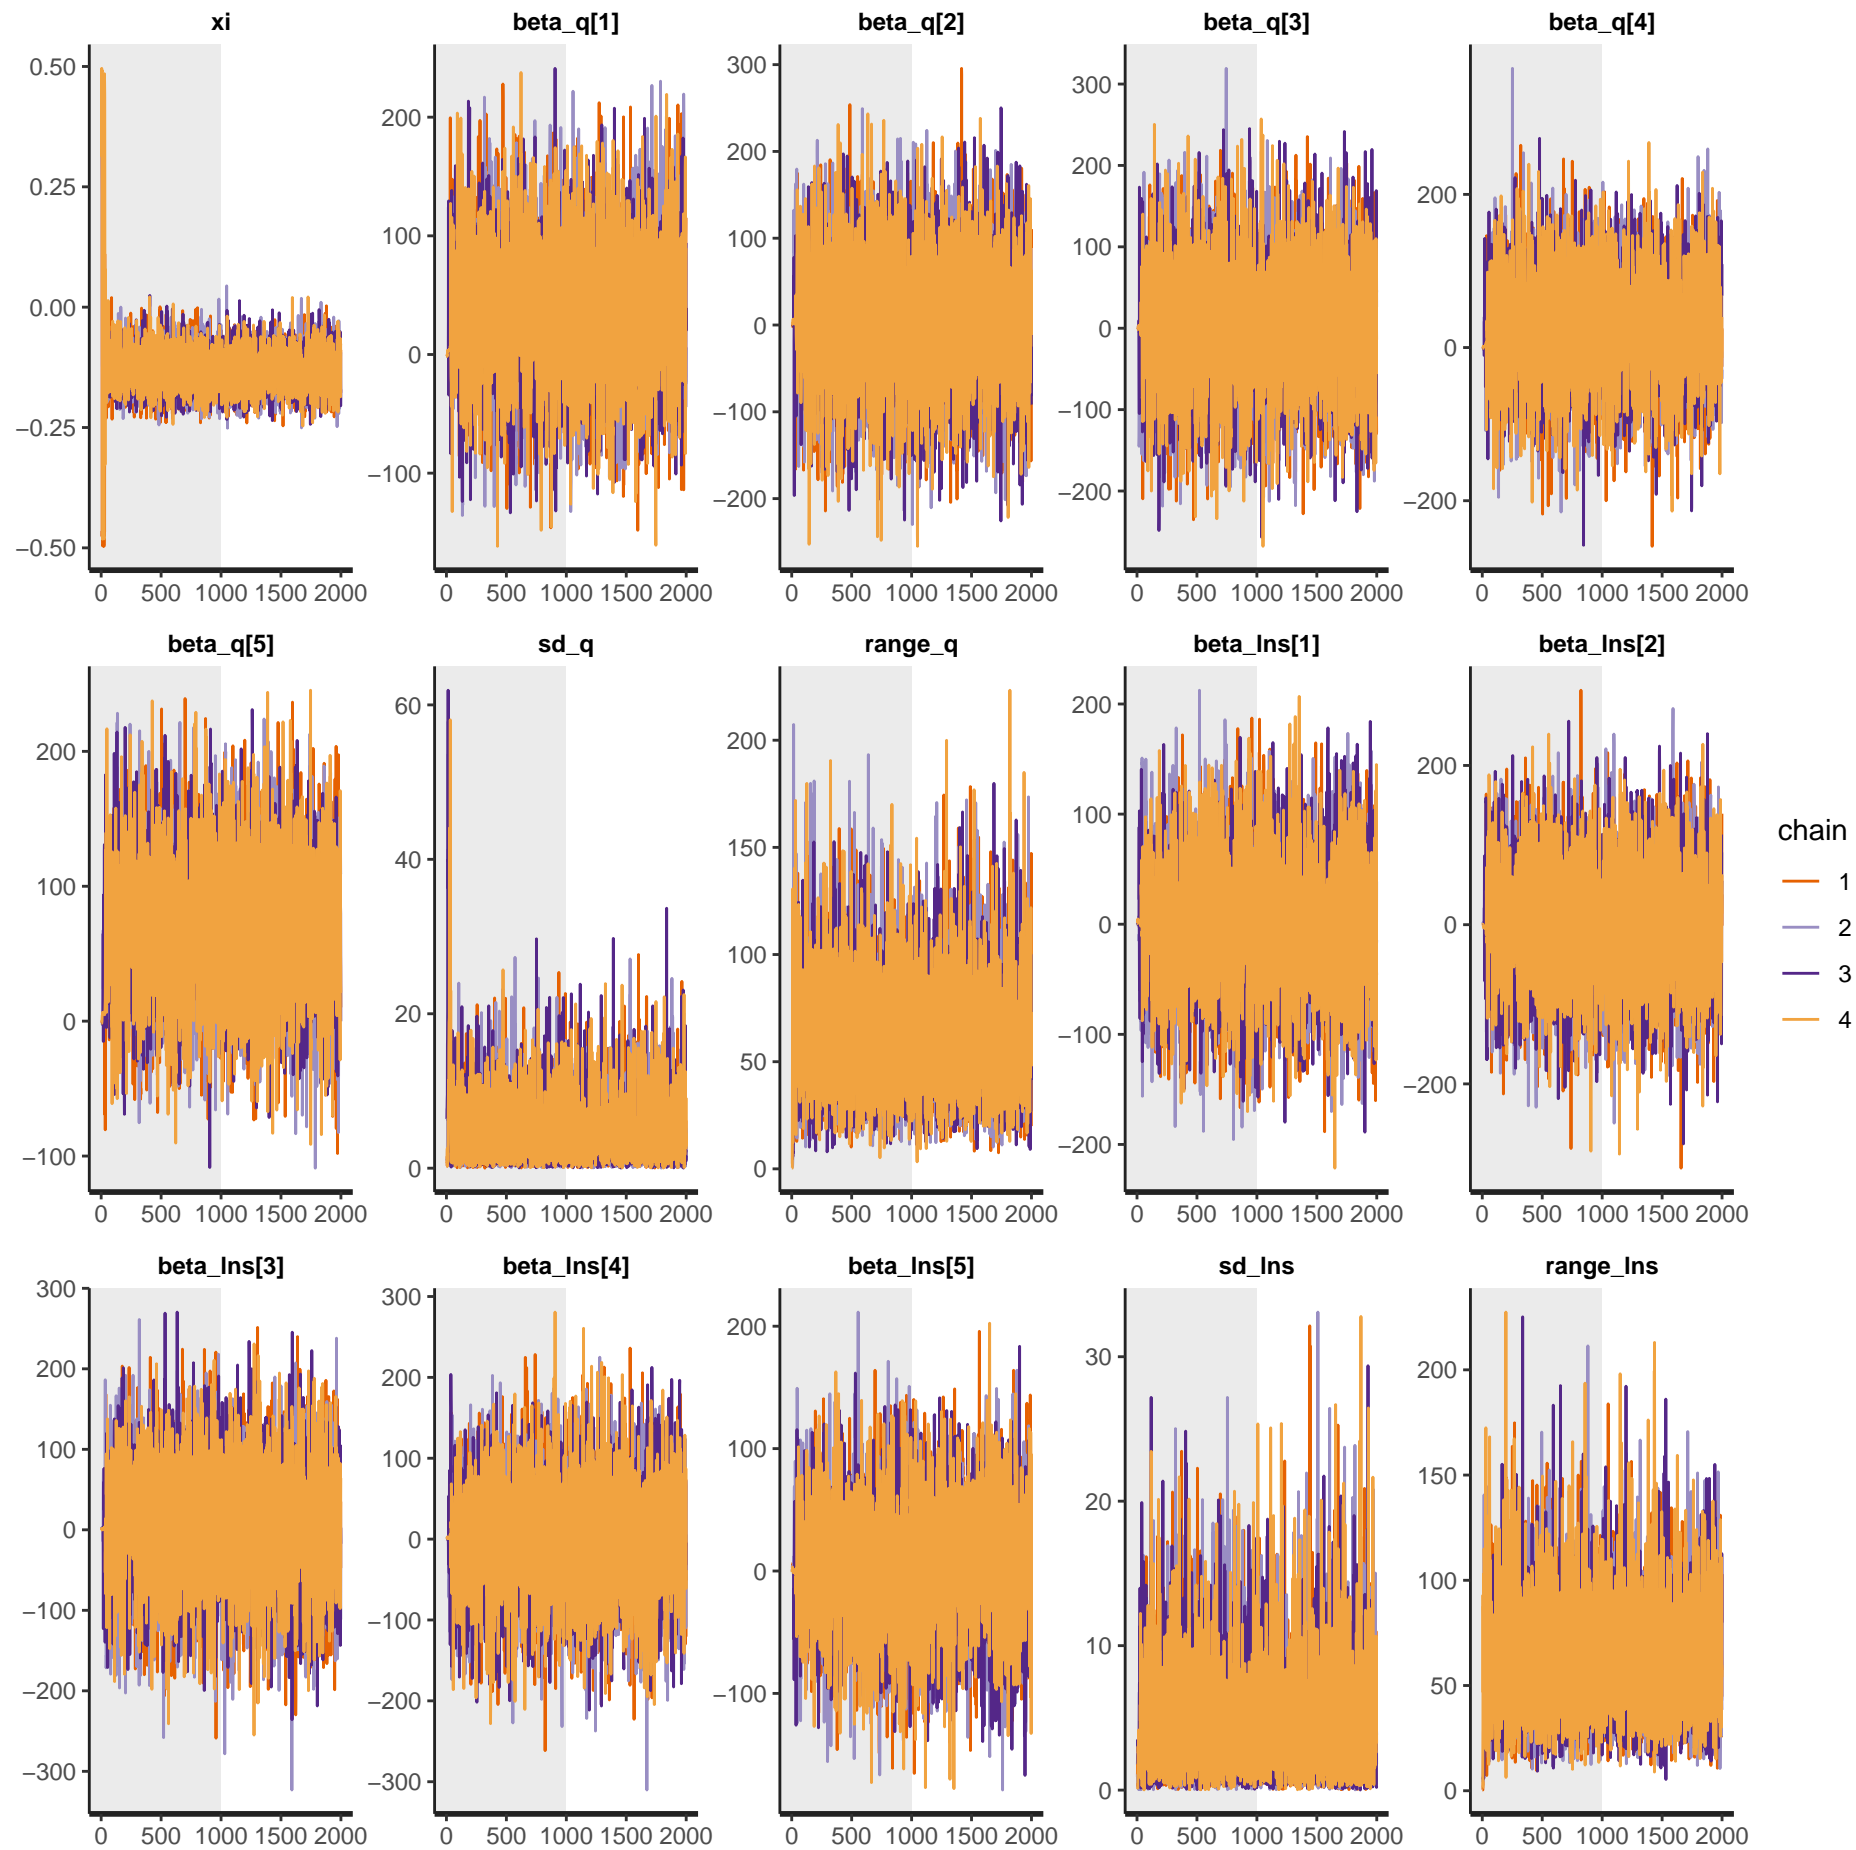 xi beta_q[1] beta_q[2] beta_q[3] beta_q[4]
0.50 0.25 0.00 −0.25 −0.50
200 100 0 −100
300 200 100 0 −100 −200
300 200 100 0 −100 −200
200 0 −200
0 500 1000 1500 2000 0 500 1000 1500 2000 0 500 1000 1500 2000 0 500 1000 1500 2000 0 500 1000 1500 2000
beta_q[5] sd_q range_q beta_lns[1] beta_lns[2]
200 100 0 −100
60 40 20 0
200 150 100 50 0
200 100 0 −100 −200
200 0 −200
0 500 1000 1500 2000 0 500 1000 1500 2000 0 500 1000 1500 2000 0 500 1000 1500 2000 0 500 1000 1500 2000
beta_lns[3] beta_lns[4] beta_lns[5] sd_lns range_lns
300 200 100 0 −100 −200 −300
300 200 100 0 −100 −200 −300
200 100 0 −100
30 20 10 0
200 150 100 50 0
0 500 1000 1500 2000 0 500 1000 1500 2000 0 500 1000 1500 2000 0 500 1000 1500 2000 0 500 1000 1500 2000
chain
1
2
3
4